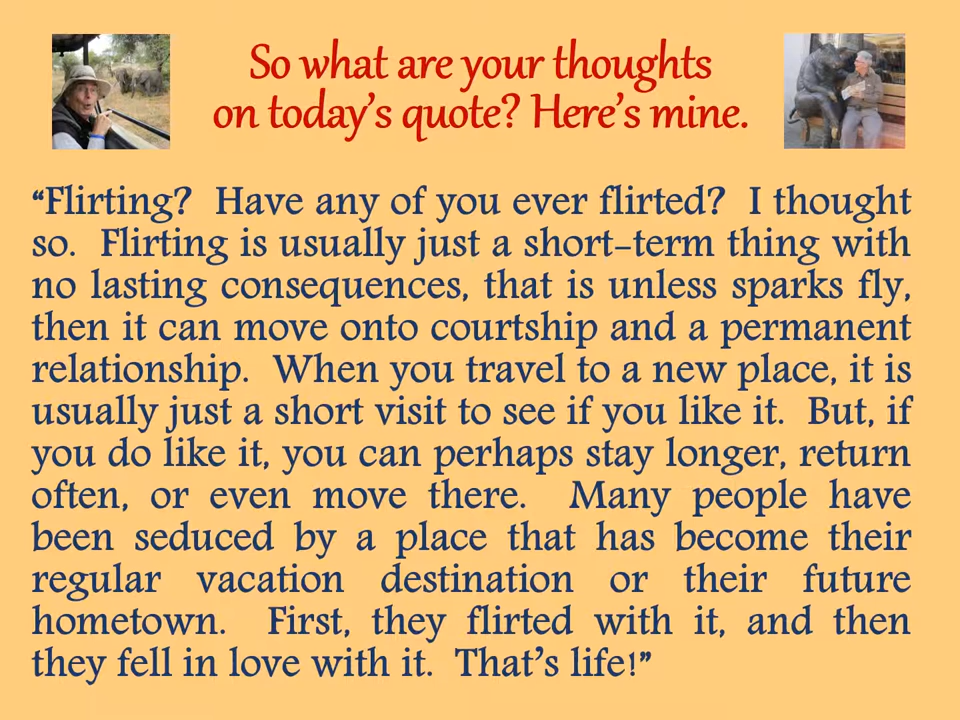 So what are your thoughts
on today's quote? Here's mine.
“Flirting? Have any of you ever flirted? I thought
so. Flirting is usually just a short-term thing with
no lasting consequences, that is unless sparks fly,
then it can move onto courtship and a permanent
relationship. When you travel to a new place, it is
usually just a short visit to see if you like it. But, if
you do like it, you can perhaps stay longer, return
often, or even move there. Many people have
been seduced by a place that has become their
regular vacation destination or their future
hometown. First, they flirted with it, and then
they fell in love with it. That’s life!”